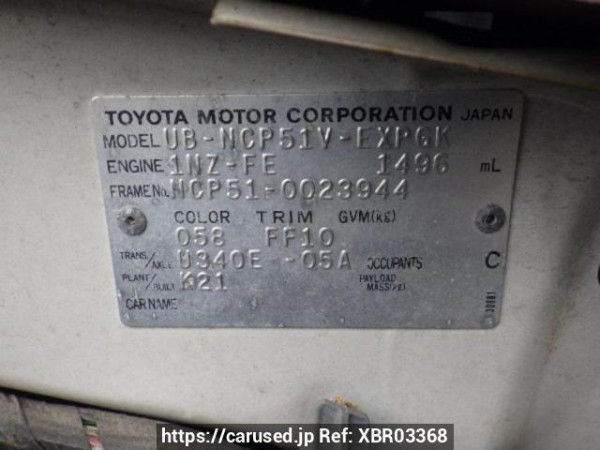 TOYOTA MOTOR CORPORATION JAPAN
MODEL UB-NCP51V-EXPGK
ENGINE 1NZ-FE 1496 mL
FRAME No. NCP51-0023944
COLOR TRIM GVM(kg)
058 FF10
TRANS./AXLE U340E -05A OCCUPANTS C
PLANT/BUILT K21 PAYLOAD MASS(kg)
CAR NAME
https://carused.jp Ref: XBR03368